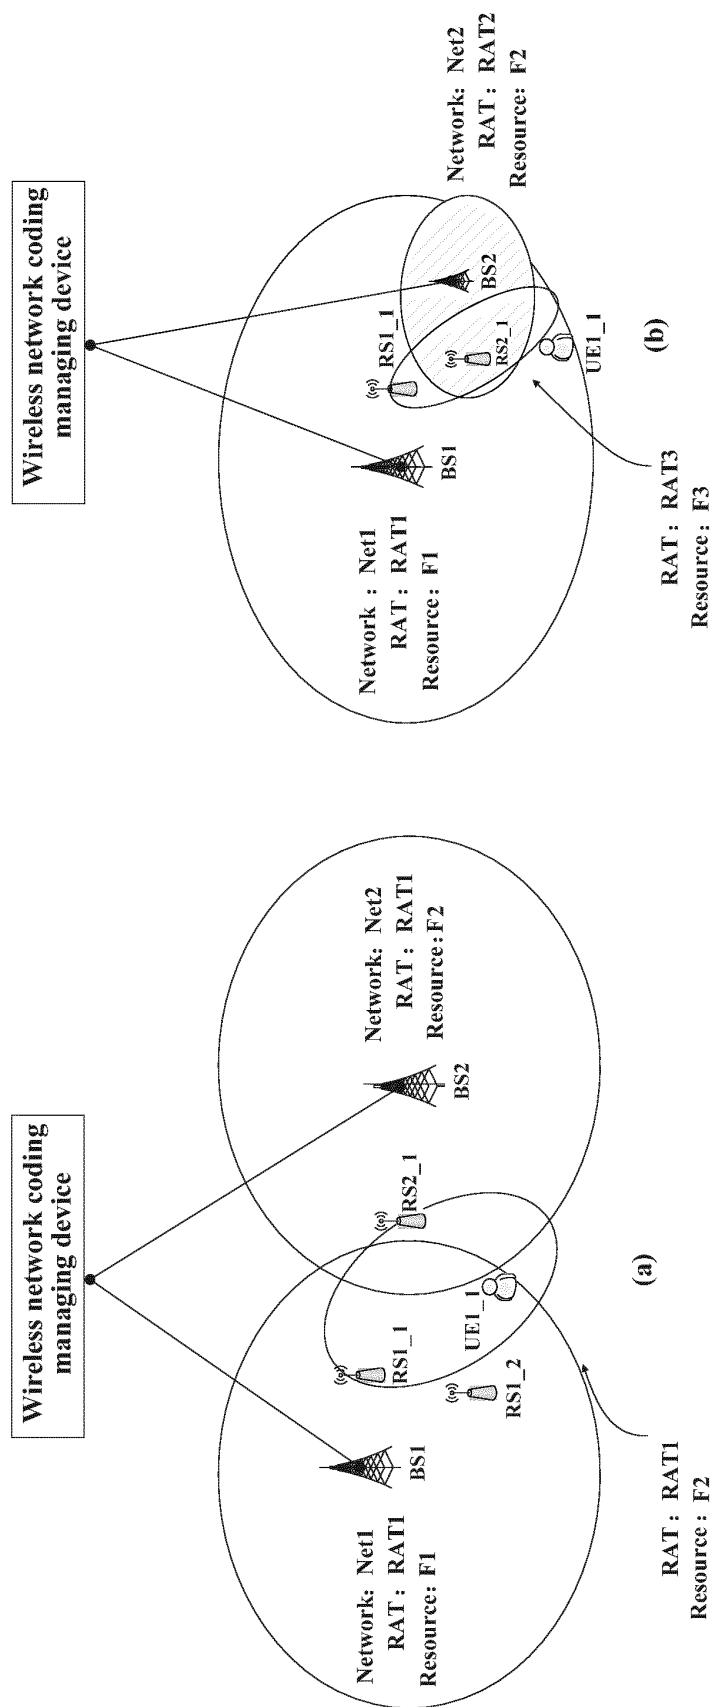 Wireless network coding
managing device
BS1
Network: Net1
RAT : RAT1
Resource: F1
RS1_1
RS1_2
UE1_1
RS2_1
BS2
Network: Net2
RAT : RAT1
Resource:F2
RAT : RAT1
Resource : F2
(a)
Wireless network coding
managing device
BS1
Network : Net1
RAT : RAT1
Resource: F1
RS1_1
RS2_1
BS2
UE1_1
Network: Net2
RAT : RAT2
Resource: F2
RAT : RAT3
Resource : F3
(b)